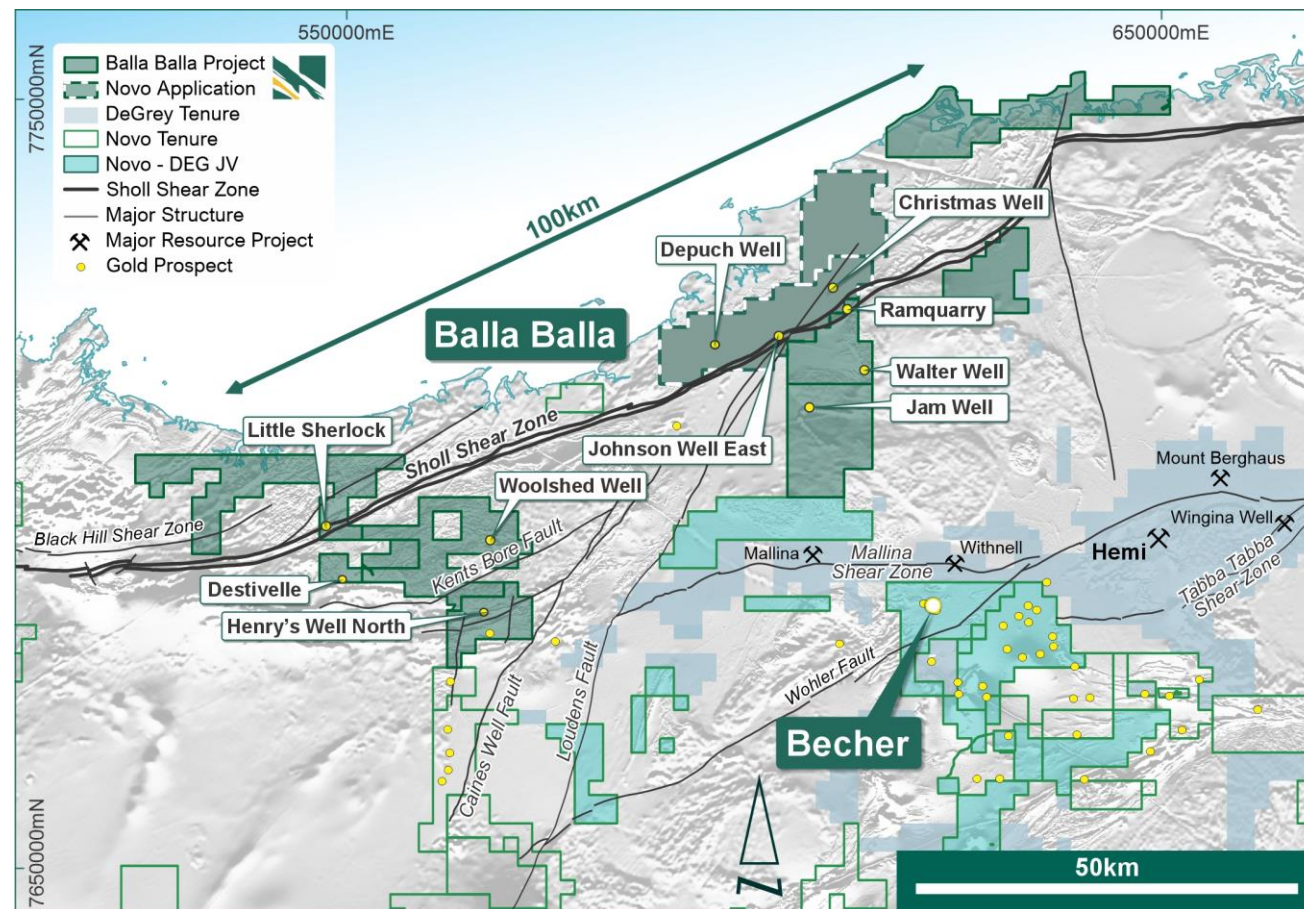 550000mE
650000mE
7750000mN
7650000mN
Balla Balla Project
Novo Application
DeGrey Tenure
Novo Tenure
Novo - DEG JV
Sholl Shear Zone
Major Structure
Major Resource Project
Gold Prospect
100km
Christmas Well
Depuch Well
Balla Balla
Ramquarry
Walter Well
Jam Well
Little Sherlock
Sholl Shear Zone
Johnson Well East
Woolshed Well
Mount Berghaus
Black Hill Shear Zone
Kents Bore Fault
Wingina Well
Mallina
Mallina
Shear Zone
Withnell
Hemi
Tabba Tabba
Shear Zone
Destivelle
Henry's Well North
Caines Well Fault
Loudens Fault
Wohler Fault
Becher
N
50km